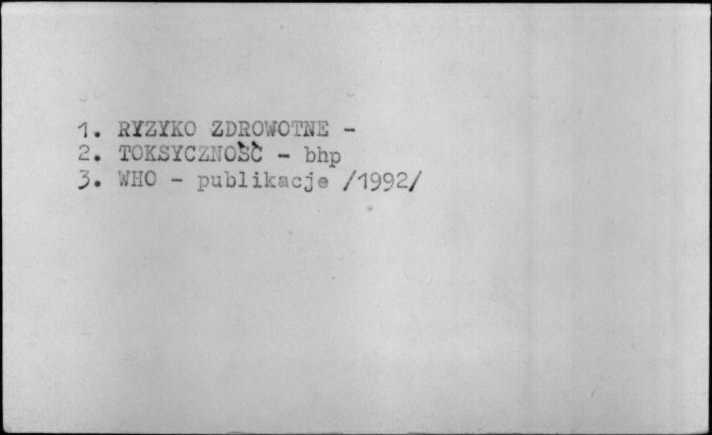 1. RYZYKO ZDROWOTNE -
2. TOKSYCZNOŚĆ - bhp
3. WHO - publikacje /1992/